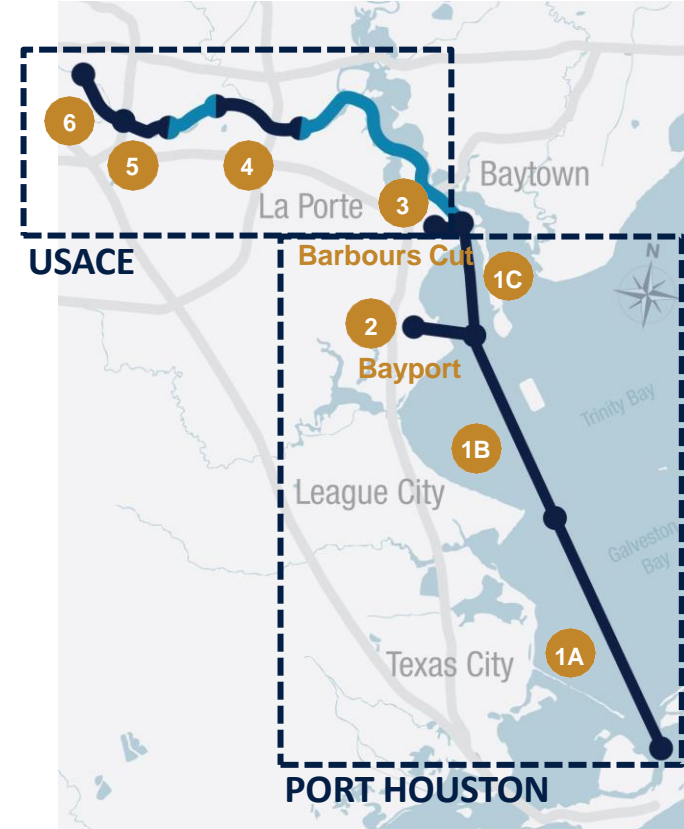 6
5
4
3
La Porte
Baytown
USACE
Barbours Cut
N
1C
2
Bayport
Trinity Bay
1B
League City
Galveston
Bay
1A
Texas City
PORT HOUSTON